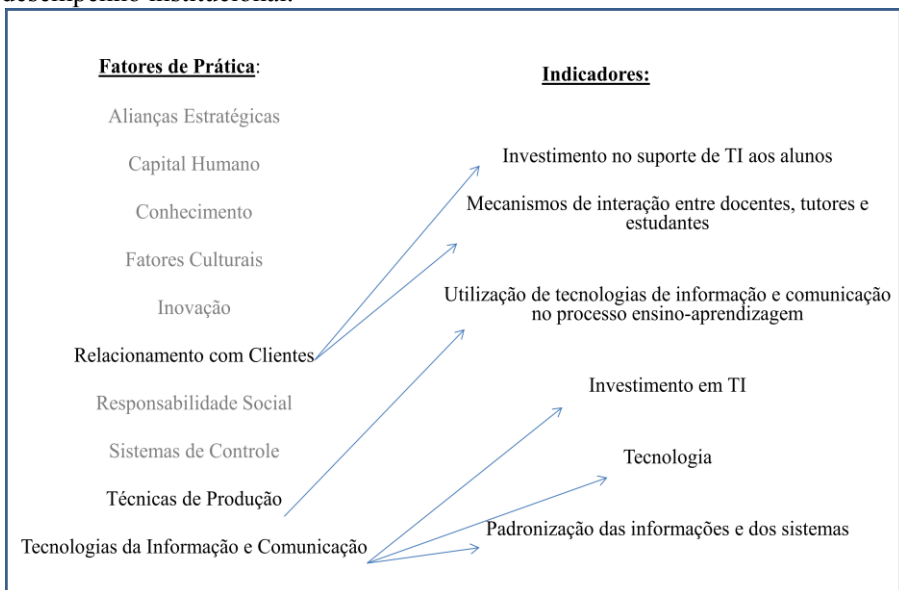 desempenho institucional.
Fatores de Prática:
Alianças Estratégicas
Capital Humano
Conhecimento
Fatores Culturais
Inovação
Relacionamento com Clientes
Responsabilidade Social
Sistemas de Controle
Técnicas de Produção
Tecnologias da Informação e Comunicação
Indicadores:
Investimento no suporte de TI aos alunos
Mecanismos de interação entre docentes, tutores e
estudantes
Utilização de tecnologias de informação e comunicação
no processo ensino-aprendizagem
Investimento em TI
Tecnologia
Padronização das informações e dos sistemas